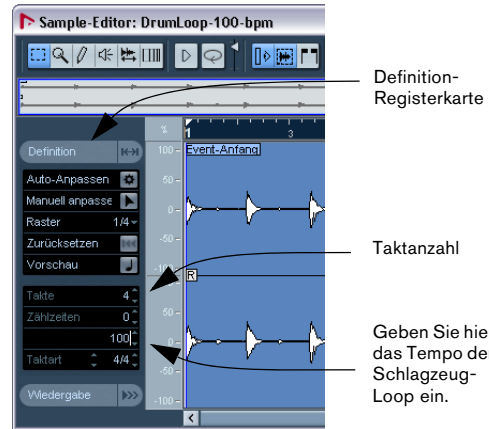 Sample-Editor: DrumLoop-100-bpm
Definition-
Registerkarte
%
1
3
Definition
100
Event-Anfang
Auto-Anpassen
50
Manuell anpasse
Raster 1/4
0
Zurücksetzen
-50
Vorschau
Taktanzahl
-100
R
Takte 4
Zählzeiten 0
50
100
0
Taktart 4/4
-50
Geben Sie hie
das Tempo de
Schlagzeug-
Loop ein.
Wiedergabe
-100